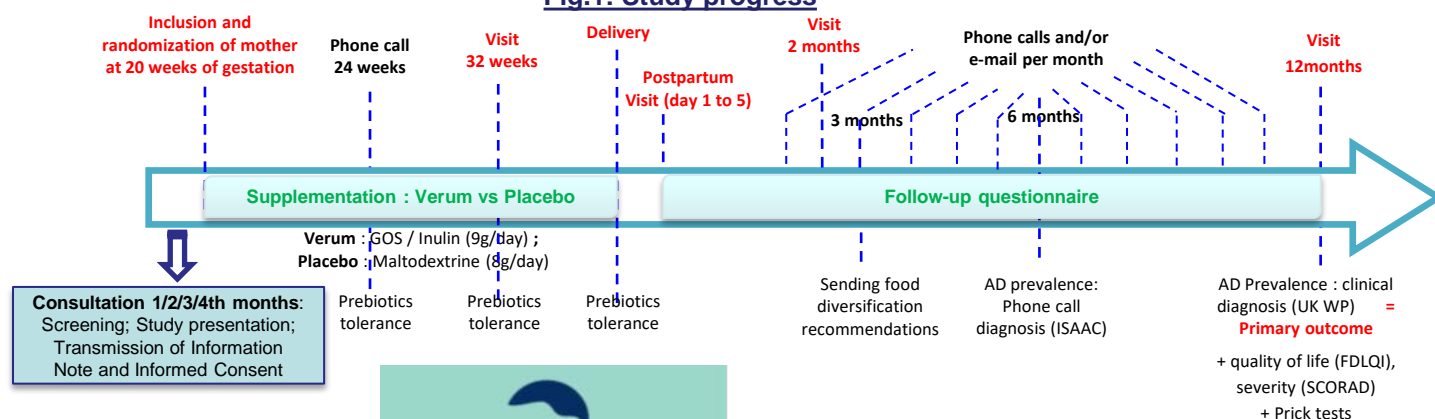 Fig.1. Study progress
Inclusion and
randomization of mother
at 20 weeks of gestation
Phone call
24 weeks
Visit
32 weeks
Delivery
Postpartum
Visit (day 1 to 5)
Visit
2 months
Phone calls and/or
e-mail per month
3 months
6 months
Visit
12months
Supplementation : Verum vs Placebo
Follow-up questionnaire
Verum : GOS / Inulin (9g/day) ;
Placebo : Maltodextrine (8g/day)
Consultation 1/2/3/4th months:
Screening; Study presentation;
Transmission of Information
Note and Informed Consent
Prebiotics
tolerance
Prebiotics
tolerance
Prebiotics
tolerance
Sending food
diversification
recommendations
AD prevalence:
Phone call
diagnosis (ISAAC)
AD Prevalence : clinical
diagnosis (UK WP) =
Primary outcome
+ quality of life (FDLQI),
severity (SCORAD)
+ Prick tests